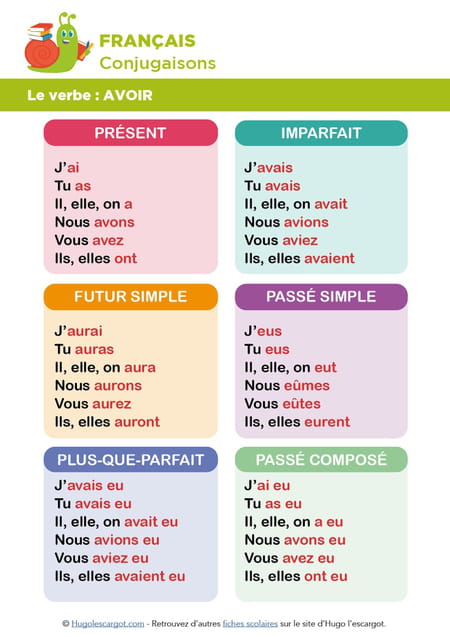 FRANÇAIS
Conjugaisons
Le verbe : AVOIR
PRÉSENT
J'ai
Tu as
Il, elle, on a
Nous avons
Vous avez
Ils, elles ont
IMPARFAIT
J'avais
Tu avais
Il, elle, on avait
Nous avions
Vous aviez
Ils, elles avaient
FUTUR SIMPLE
J'aurai
Tu auras
Il, elle, on aura
Nous aurons
Vous aurez
Ils, elles auront
PASSÉ SIMPLE
J'eus
Tu eus
Il, elle, on eut
Nous eûmes
Vous eûtes
Ils, elles eurent
PLUS-QUE-PARFAIT
J'avais eu
Tu avais eu
Il, elle, on avait eu
Nous avions eu
Vous aviez eu
Ils, elles avaient eu
PASSÉ COMPOSÉ
J'ai eu
Tu as eu
Il, elle, on a eu
Nous avons eu
Vous avez eu
Ils, elles ont eu
© Hugolescargot.com - Retrouvez d'autres fiches scolaires sur le site d'Hugo l'escargot.